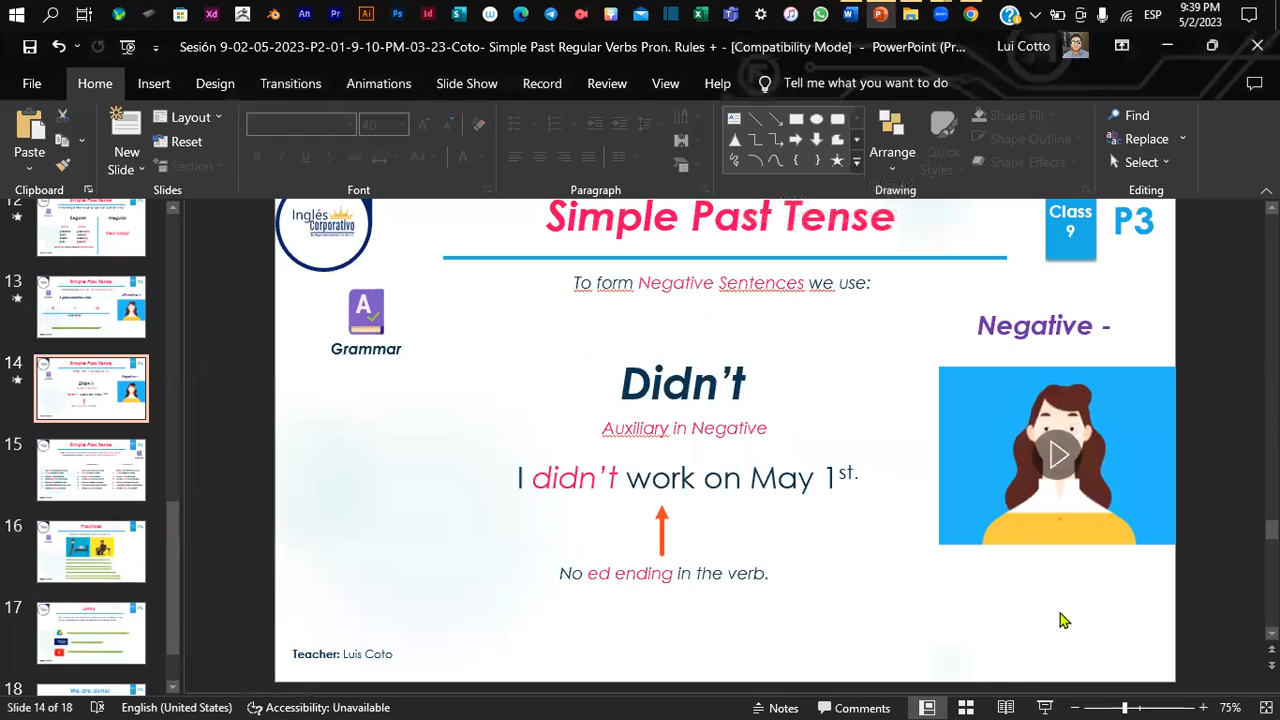 9:39 PM
ESP
5/2/2023
Sesión 9-02-05-2023-P2-01-9-10-PM-03-23-Coto- Simple Past Regular Verbs Pron. Rules + - [Compatibility Mode] - PowerPoint (Pr...
Lui Cotto
File Home Insert Design Transitions Animations Slide Show Record Review View Help Tell me what you want to do
Paste
New Slide
Layout
Reset
Section
40
Arrange
Quick Styles
Shape Fill
Shape Outline
Shape Effects
Find
Replace
Select
Clipboard Slides Font Paragraph Drawing Editing
Inglés Corporativo
Simple Past Tense
Class 9
P3
To form Negative Sentences we use:
Negative -
Grammar
Didn't
Auxiliary in Negative
didn't work on May st.
No ed ending in the verb.
Teacher: Luis Coto
12
13
14
15
16
17
18
We are done!
Slide 14 of 18 English (United States) Accessibility: Unavailable Notes Comments 75%